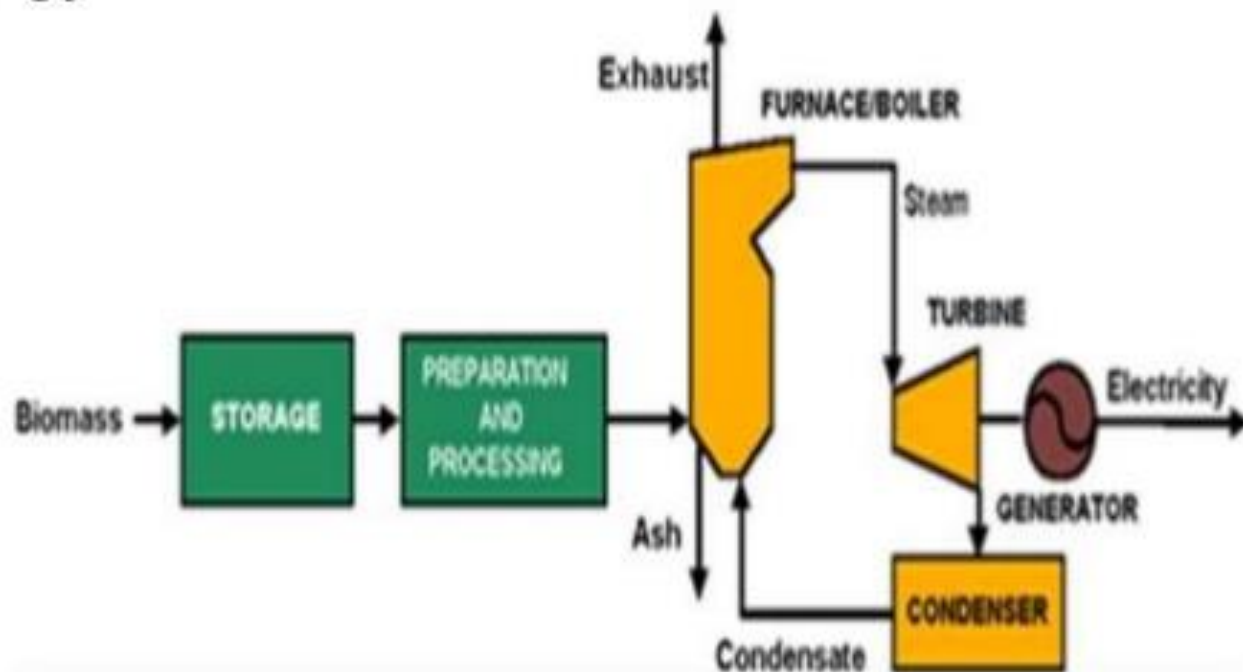 Exhaust
FURNACE/BOILER
Steam
TURBINE
Biomass
STORAGE
PREPARATION
AND
PROCESSING
Electricity
GENERATOR
Ash
CONDENSER
Condensate